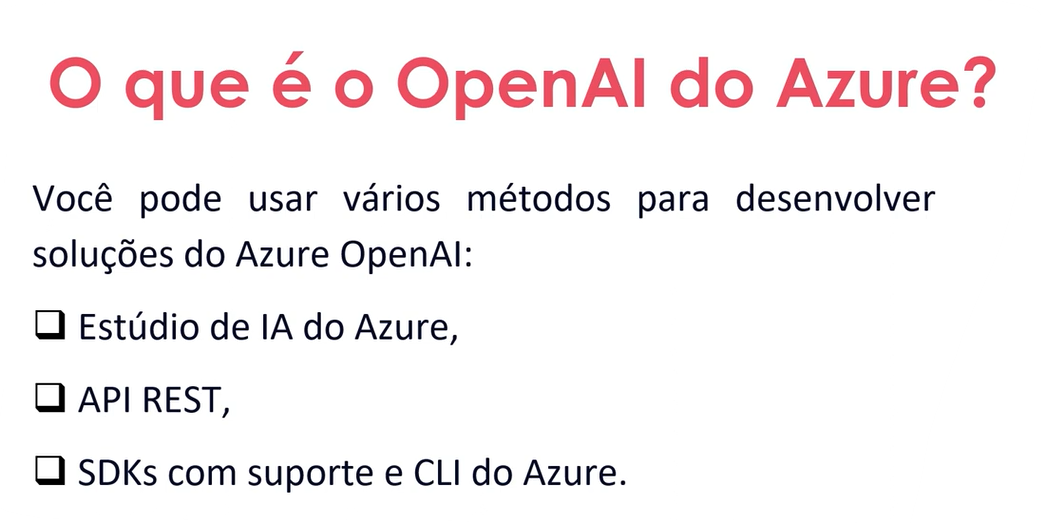 O que é o OpenAI do Azure?
Você pode usar vários métodos para desenvolver
soluções do Azure OpenAI:
❑ Estúdio de IA do Azure,
❑ API REST,
❑ SDKs com suporte e CLI do Azure.